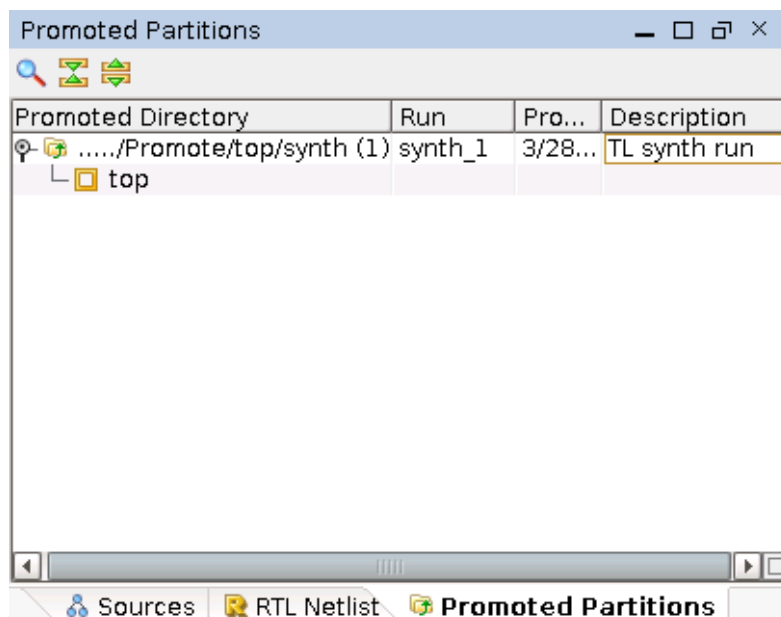 Promoted Partitions
Promoted Directory Run Pro... Description
...../Promote/top/synth (1) synth_1 3/28... TL synth run
top
Sources RTL Netlist Promoted Partitions